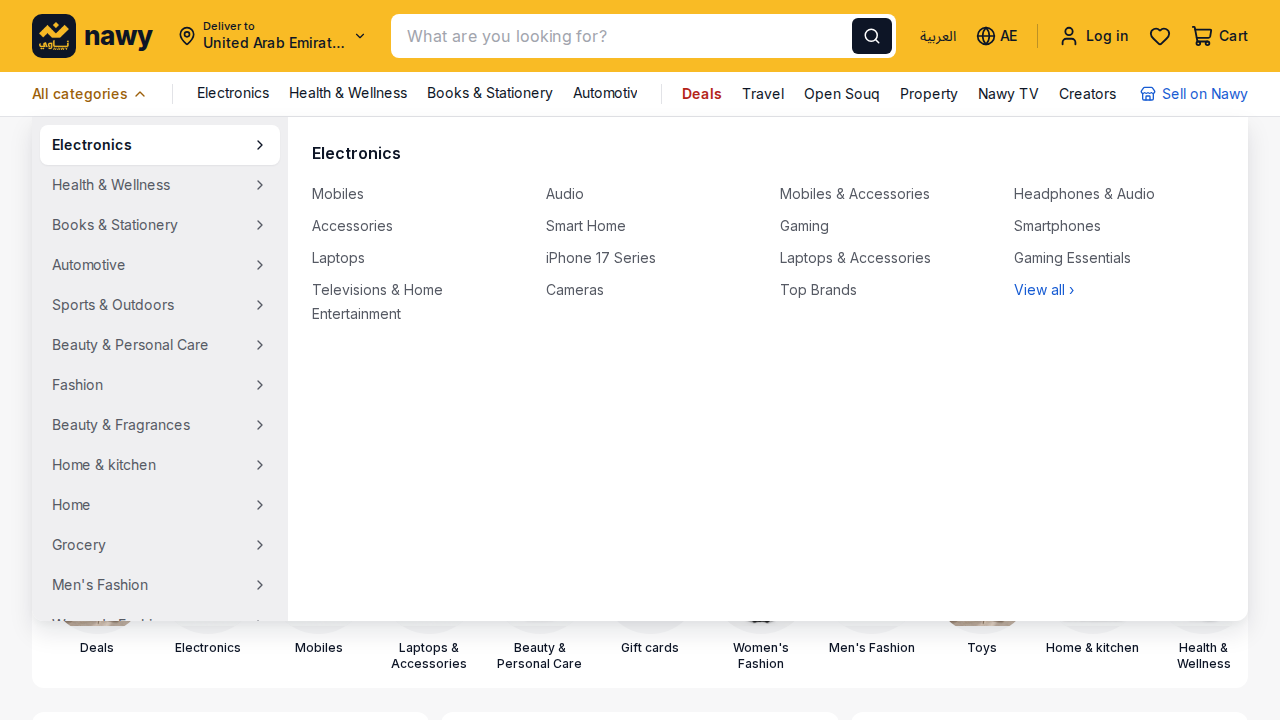 نـــاوي
NAWY
nawy
Deliver to
United Arab Emirat...
What are you looking for?
العربية
AE
Log in
Cart
All categories
Electronics
Health & Wellness
Books & Stationery
Automotiv
Deals
Travel
Open Souq
Property
Nawy TV
Creators
Sell on Nawy
Electronics
Health & Wellness
Books & Stationery
Automotive
Sports & Outdoors
Beauty & Personal Care
Fashion
Beauty & Fragrances
Home & kitchen
Home
Grocery
Men's Fashion
Electronics
Mobiles
Audio
Mobiles & Accessories
Headphones & Audio
Accessories
Smart Home
Gaming
Smartphones
Laptops
iPhone 17 Series
Laptops & Accessories
Gaming Essentials
Televisions & Home
Entertainment
Cameras
Top Brands
View all ›
Deals
Electronics
Mobiles
Laptops &
Accessories
Beauty &
Personal Care
Gift cards
Women's
Fashion
Men's Fashion
Toys
Home & kitchen
Health &
Wellness